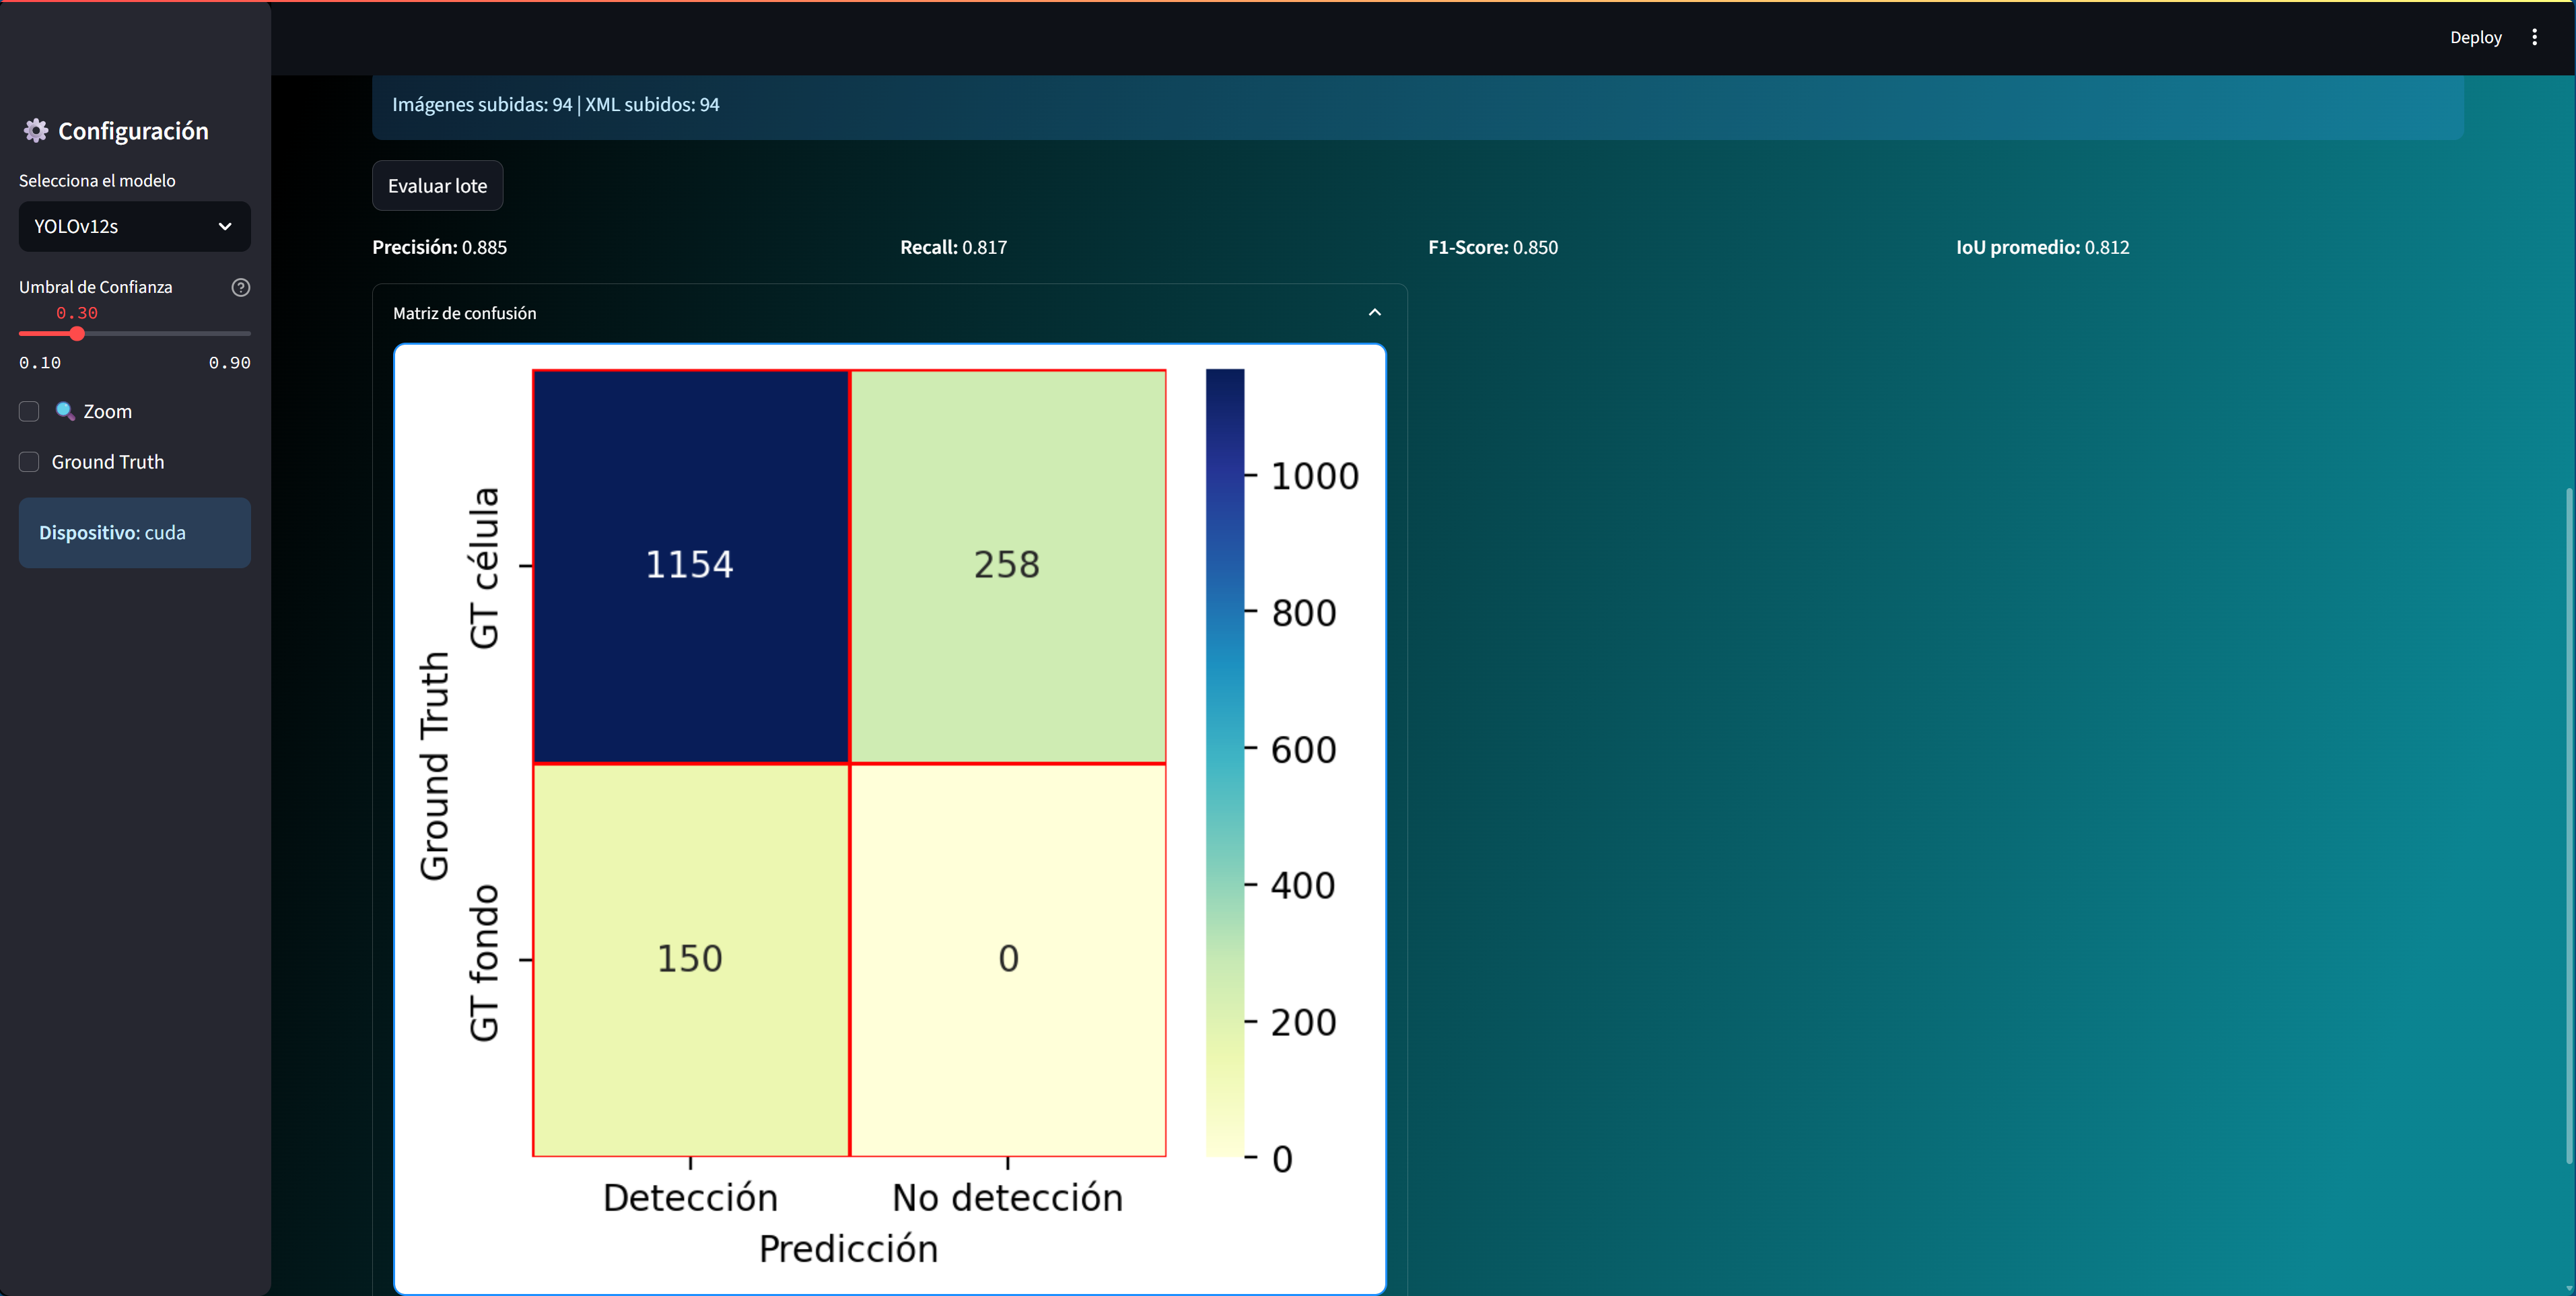 Deploy
Configuración
Selecciona el modelo
YOLOv12s
Umbral de Confianza
0.30
0.10 0.90
Zoom
Ground Truth
Dispositivo: cuda
Imágenes subidas: 94 | XML subidos: 94
Evaluar lote
Precisión: 0.885 Recall: 0.817 F1-Score: 0.850 IoU promedio: 0.812
Matriz de confusión
Ground Truth
GT célula
GT fondo
1154 258
150 0
1000
800
600
400
200
0
Detección No detección
Predicción